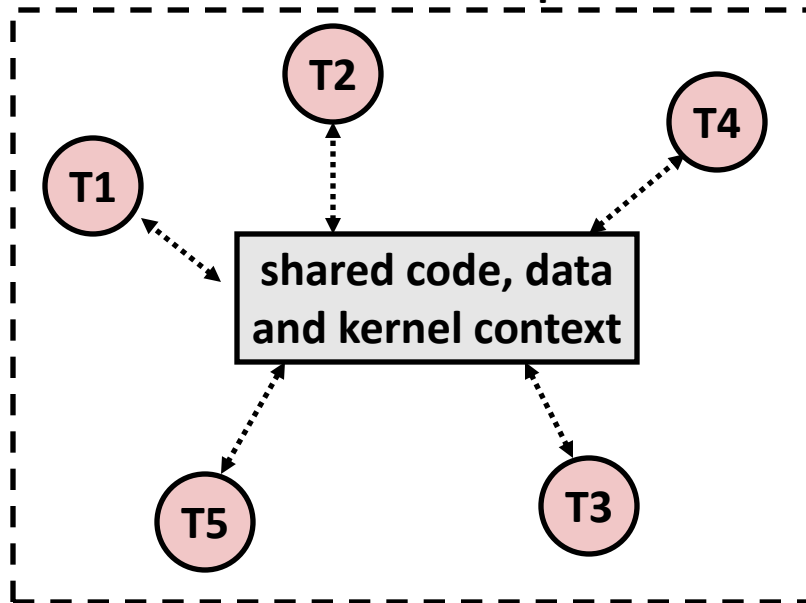 T2
T4
T1
shared code, data
and kernel context
T5
T3